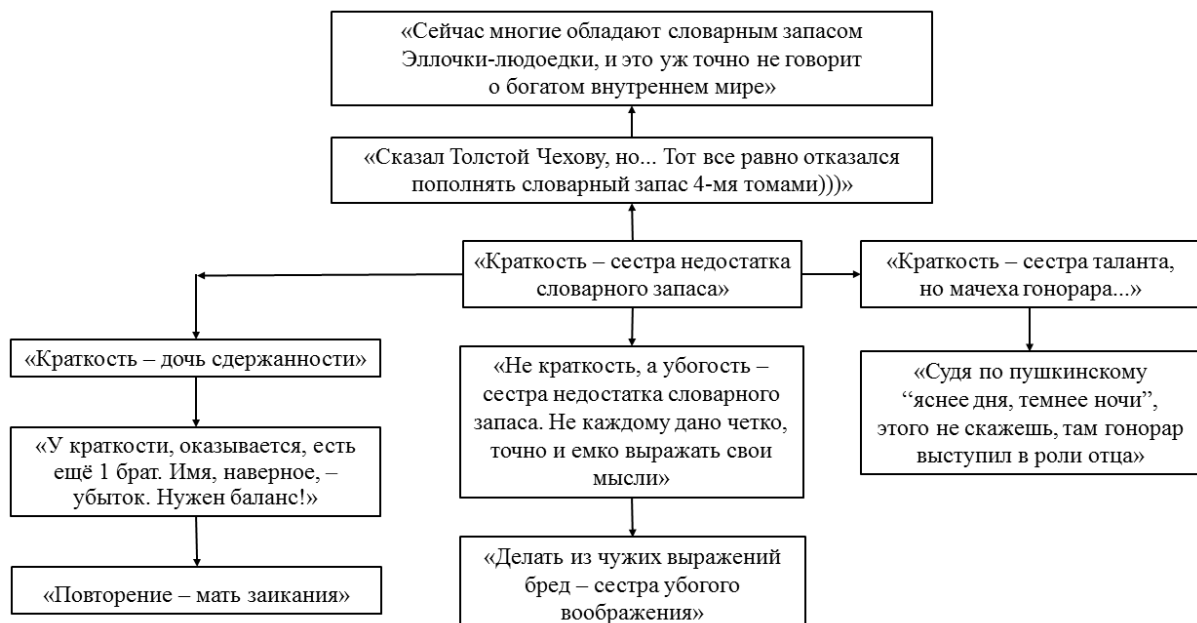 «Сейчас многие обладают словарным запасом
Эллочки-людоедки, и это уж точно не говорит
о богатом внутреннем мире»
«Сказал Толстой Чехову, но... Тот все равно отказался
пополнять словарный запас 4-мя томами)))»
«Краткость – сестра недостатка
словарного запаса»
«Краткость – сестра таланта,
но мачеха гонорара...»
«Краткость – дочь сдержанности»
«Не краткость, а убогость –
сестра недостатка словарного
запаса. Не каждому дано четко,
точно и емко выражать свои
мысли»
«Судя по пушкинскому
“яснее дня, темнее ночи”,
этого не скажешь, там гонорар
выступил в роли отца»
«У краткости, оказывается, есть
ещё 1 брат. Имя, наверное, –
убыток. Нужен баланс!»
«Повторение – мать заикания»
«Делать из чужих выражений
бред – сестра убогого
воображения»